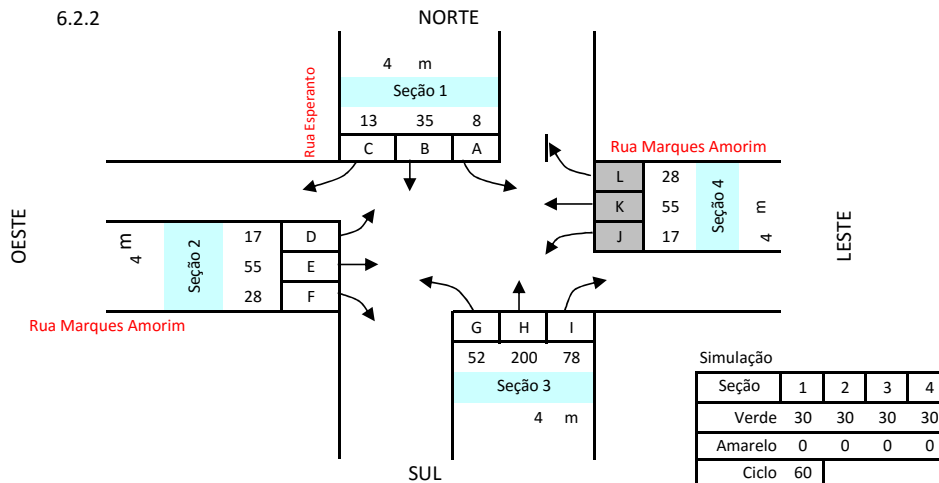 6.2.2
NORTE
4 m
Seção 1
Rua Esperanto
13 35 8
C B A
Rua Marques Amorim
L 28
K 55
J 17
Seção 4
4 m
OESTE
LESTE
4 m
Seção 2
17 D
55 E
28 F
Rua Marques Amorim
G H I
52 200 78
Seção 3
4 m
SUL
Simulação
Seção 1 2 3 4
Verde 30 30 30 30
Amarelo 0 0 0 0
Ciclo 60